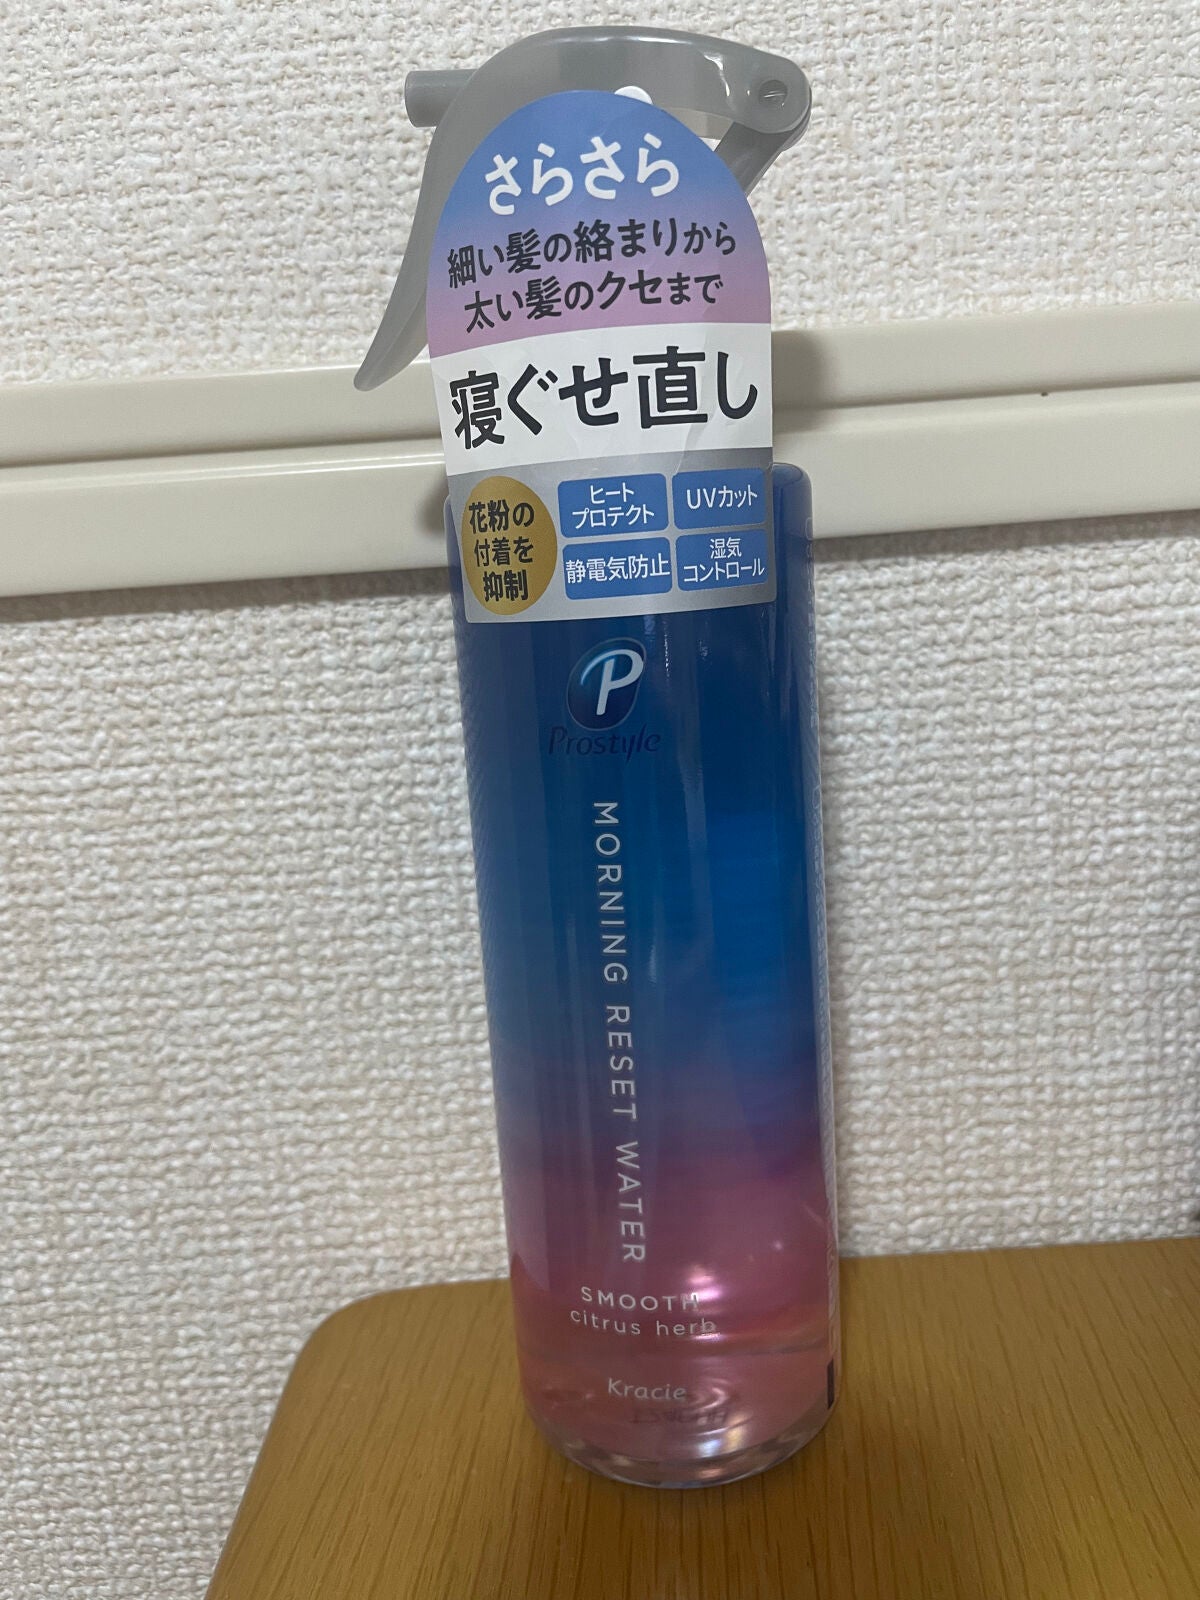 さらさら
細い髪の絡まりから
太い髪のクセまで
寝ぐせ直し
花粉の
付着を
抑制
ヒート
プロテクト
UVカット
静電気防止
湿気
コントロール
P
Prostyle
MORNING RESET WATER
SMOOTH
citrus herb
Kracie